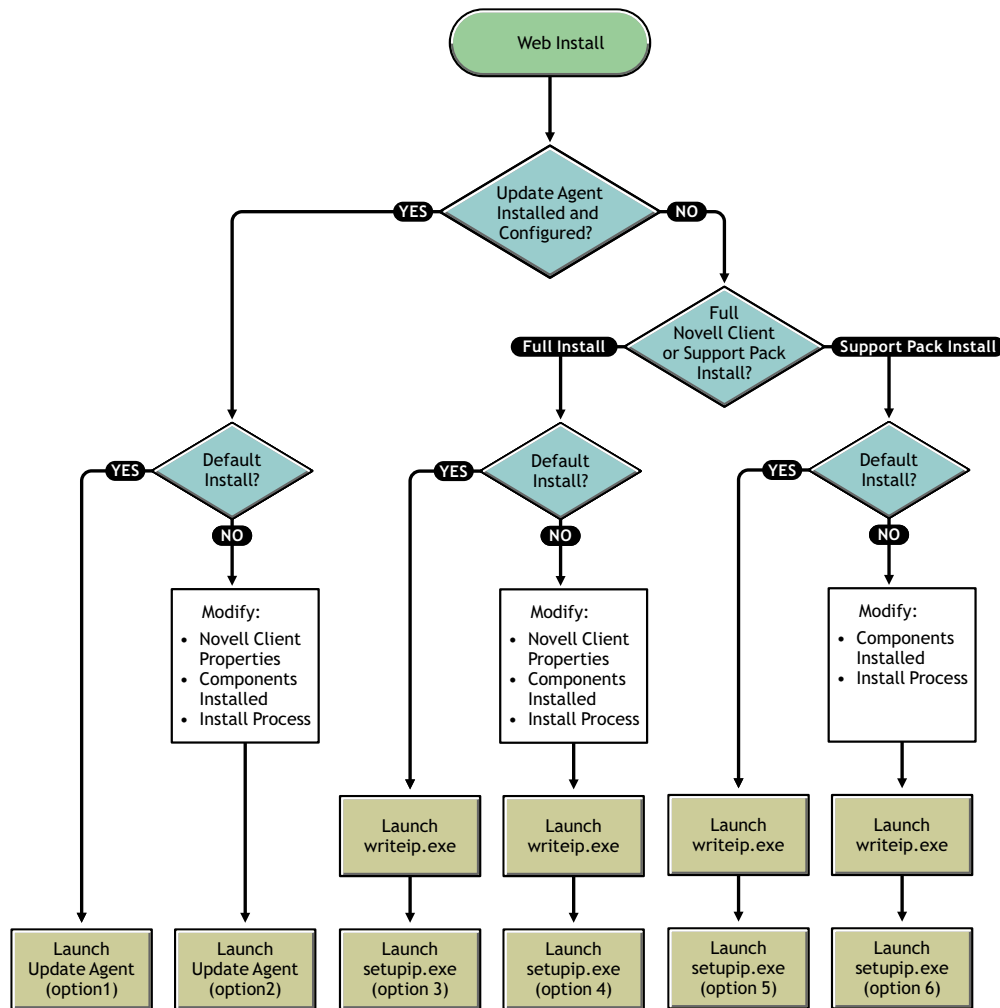 Web Install
Update Agent
Installed and
Configured?
YES
NO
Full
Novell Client
or Support Pack
Install?
Full Install
Support Pack Install
Default
Install?
YES
NO
Default
Install?
YES
NO
Default
Install?
YES
NO
Modify:
• Novell Client
Properties
• Components
Installed
• Install Process
Modify:
• Novell Client
Properties
• Components
Installed
• Install Process
Modify:
• Components
Installed
• Install Process
Launch
writeip.exe
Launch
writeip.exe
Launch
writeip.exe
Launch
writeip.exe
Launch
Update Agent
(option1)
Launch
Update Agent
(option2)
Launch
setupip.exe
(option 3)
Launch
setupip.exe
(option 4)
Launch
setupip.exe
(option 5)
Launch
setupip.exe
(option 6)